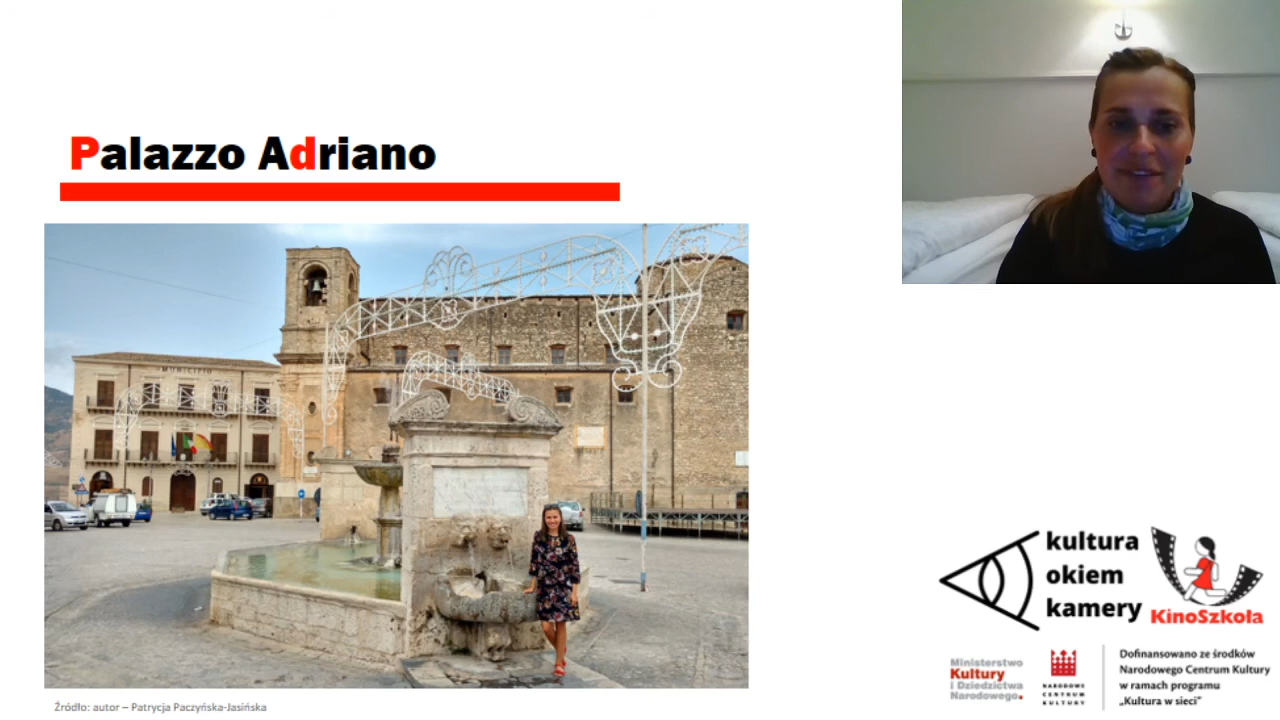 Palazzo Adriano
MUNICIPIO
kultura
okiem
kamery
KinoSzkoła
Ministerstwo
Kultury
i Dziedzictwa
Narodowego.
NARODOWE
CENTRUM
KULTURY
Dofinansowano ze środków
Narodowego Centrum Kultury
w ramach programu
„Kultura w sieci”
Źródło: autor – Patrycja Paczyńska-Jasińska